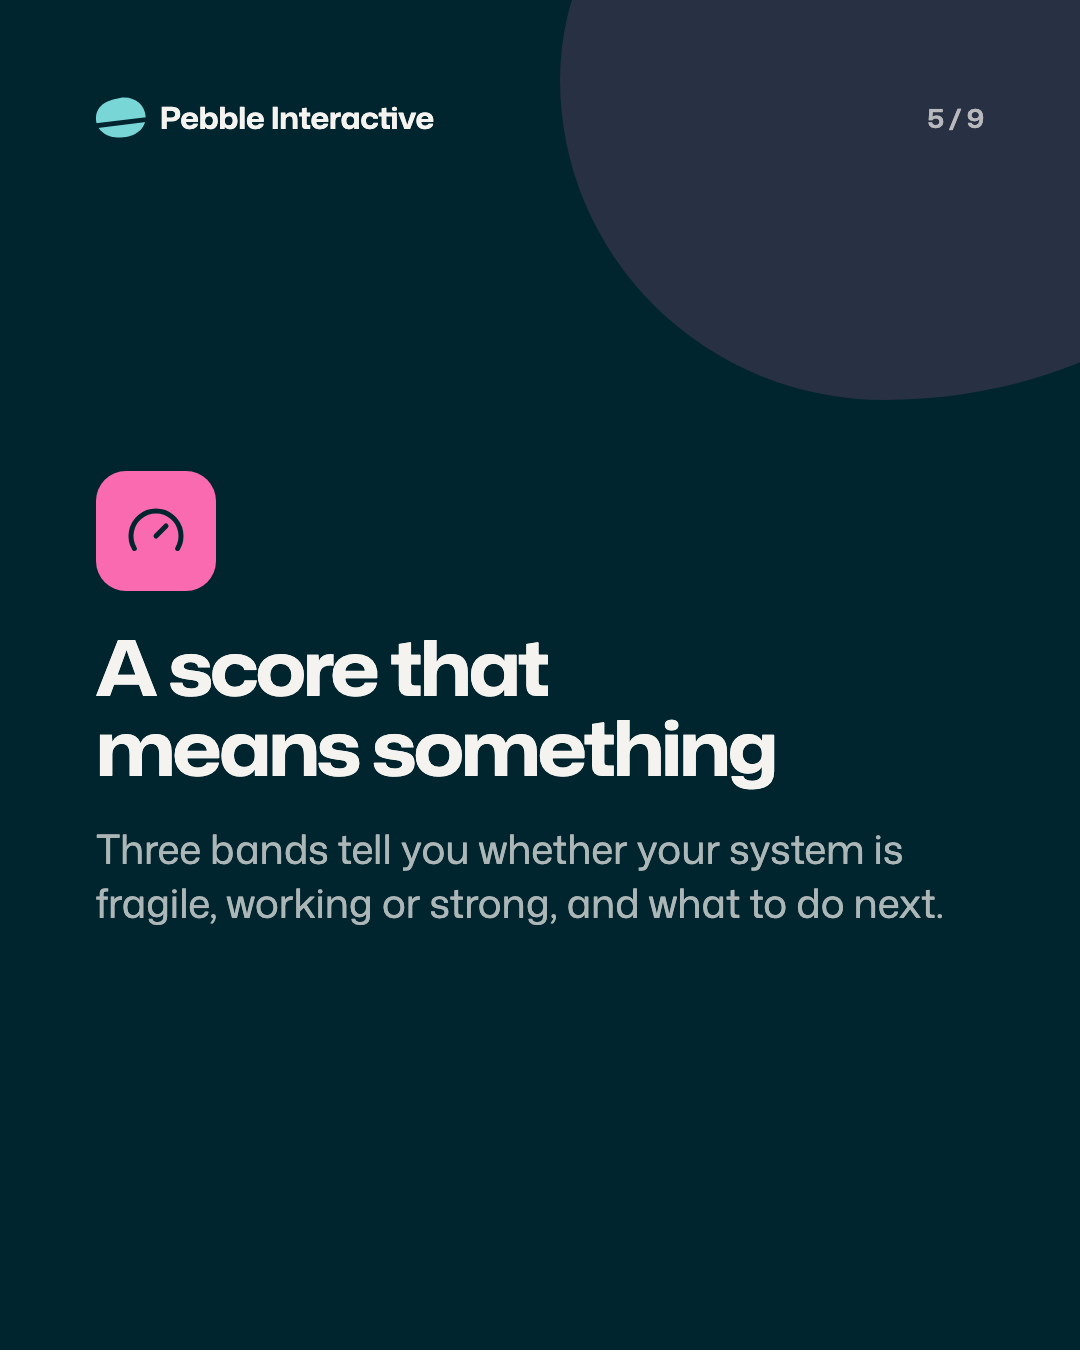 Pebble Interactive
5 / 9
A score that
means something
Three bands tell you whether your system is
fragile, working or strong, and what to do next.